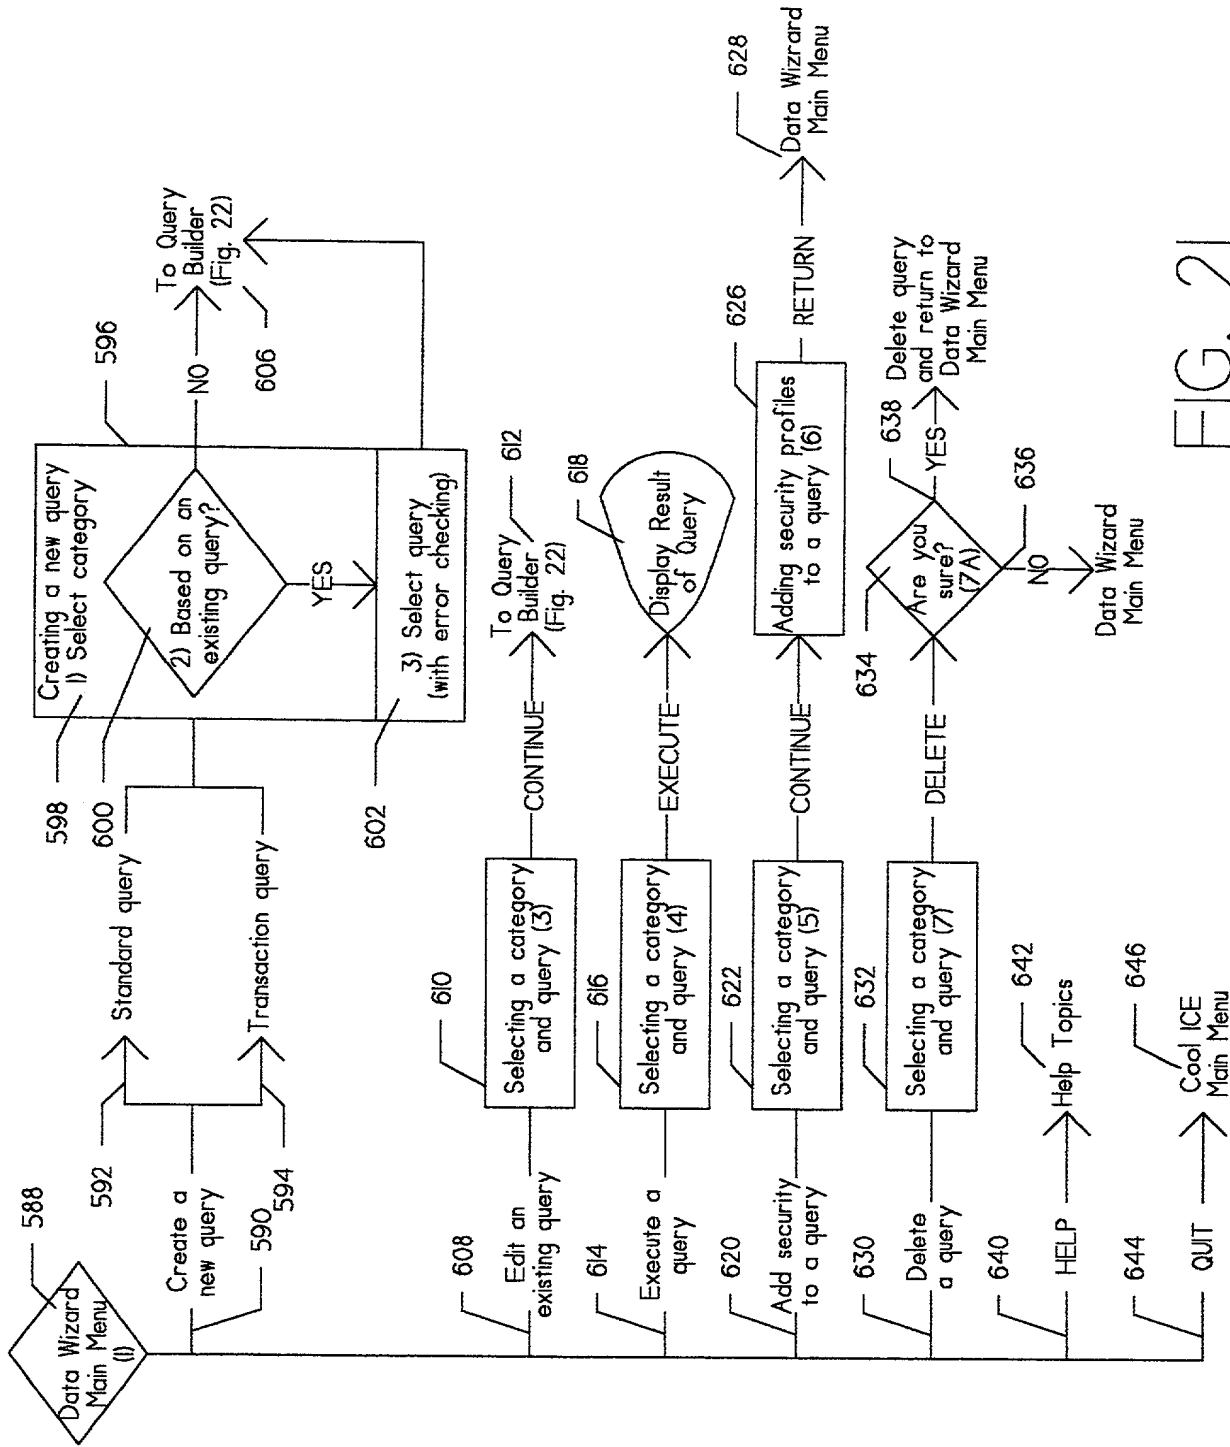 588
Data Wizard
Main Menu
(1)
Create a
new query
590
592
Standard query
594
Transaction query
596
598
Creating a new query
1) Select category
600
2) Based on an
existing query?
NO
YES
602
3) Select query
(with error checking)
To Query
Builder
(Fig. 22)
606
608
Edit an
existing query
610
Selecting a category
and query (3)
CONTINUE
To Query
Builder
(Fig. 22)
612
614
Execute a
query
616
Selecting a category
and query (4)
EXECUTE
618
Display Result
of Query
620
Add security
to a query
622
Selecting a category
and query (5)
CONTINUE
626
Adding security profiles
to a query (6)
RETURN
628
Data Wizrard
Main Menu
630
Delete
a query
632
Selecting a category
and query (7)
DELETE
634
Are you
sure?
(7A)
YES
638
Delete query
and return to
Data Wizard
Main Menu
NO
636
Data Wizard
Main Menu
640
HELP
642
Help Topics
644
QUIT
646
Cool ICE
Main Menu
FIG. 21